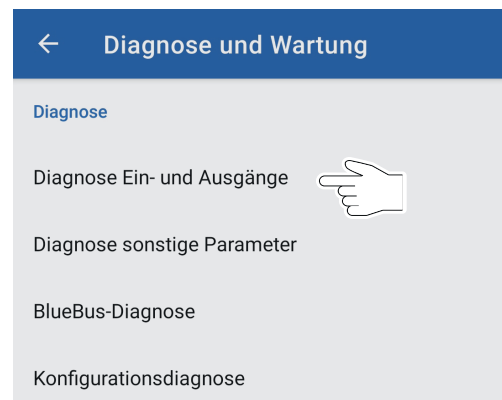 Diagnose und Wartung
Diagnose
Diagnose Ein- und Ausgänge
Diagnose sonstige Parameter
BlueBus-Diagnose
Konfigurationsdiagnose